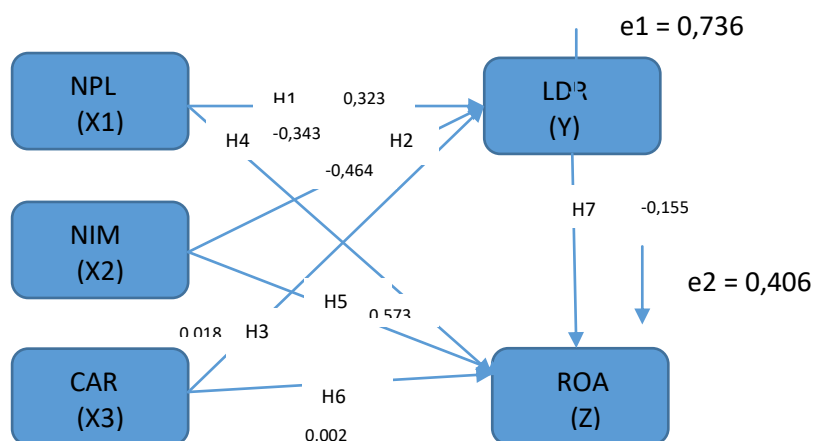 e1 = 0,736
NPL
(X1)
H1 0,323
LDR
(Y)
H4 -0,343 H2
-0,464
NIM
(X2)
H7 -0,155
e2 = 0,406
H5 0,573
0,018 H3
CAR
(X3)
H6
0,002
ROA
(Z)